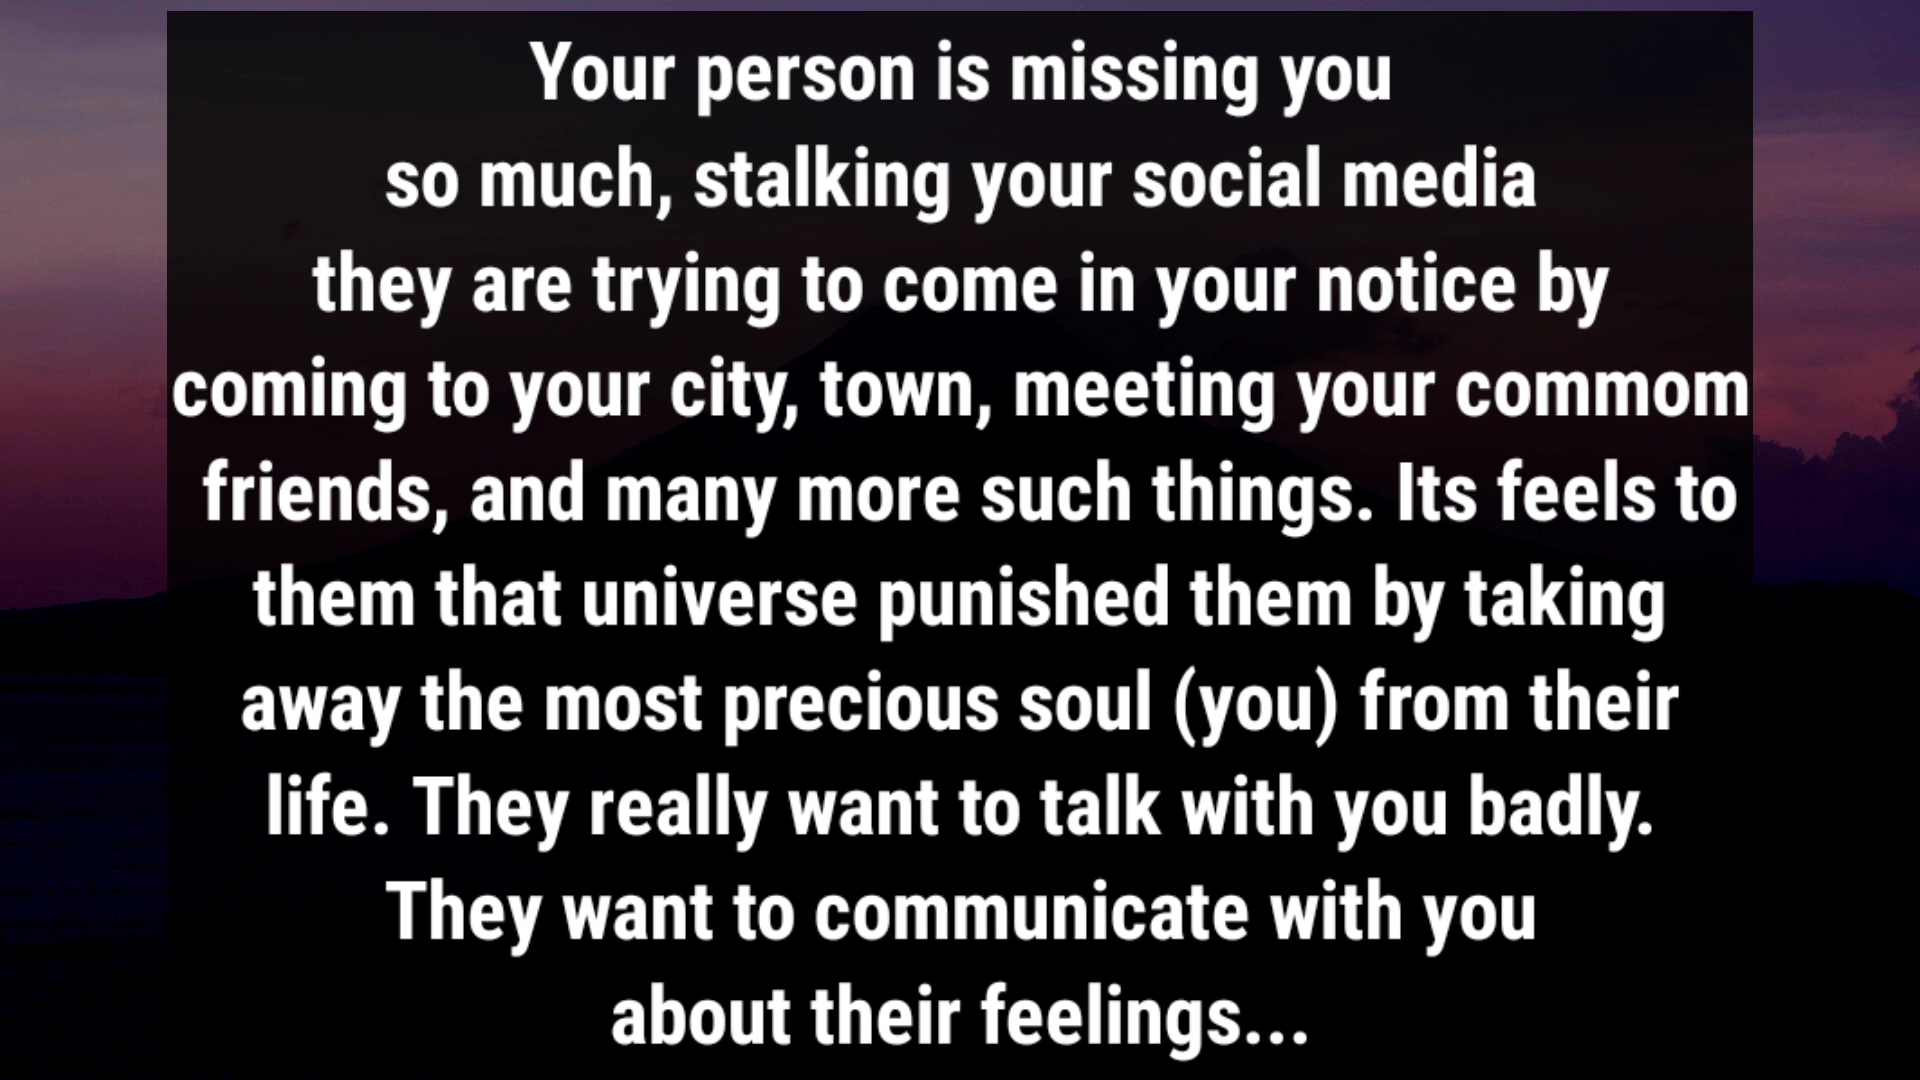 Your person is missing you
so much, stalking your social media
they are trying to come in your notice by
coming to your city, town, meeting your commom
friends, and many more such things. Its feels to
them that universe punished them by taking
away the most precious soul (you) from their
life. They really want to talk with you badly.
They want to communicate with you
about their feelings...